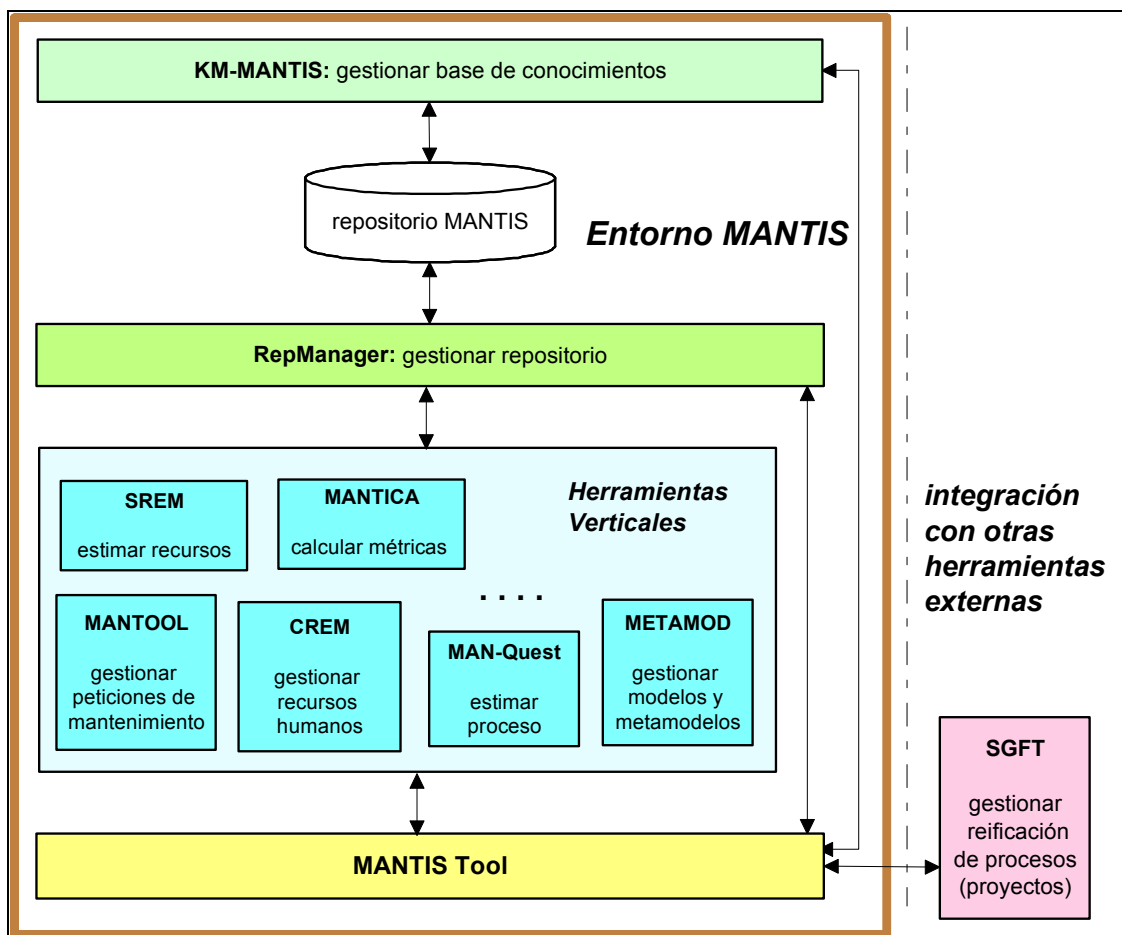 KM-MANTIS: gestionar base de conocimientos
repositorio MANTIS
Entorno MANTIS
RepManager: gestionar repositorio
Herramientas
Verticales
SREM
estimar recursos
MANTICA
calcular métricas
. . . .
MANTOOL
gestionar
peticiones de
mantenimiento
CREM
gestionar
recursos
humanos
MAN-Quest
estimar
proceso
METAMOD
gestionar
modelos y
metamodelos
MANTIS Tool
integración
con otras
herramientas
externas
SGFT
gestionar
reificación
de procesos
(proyectos)